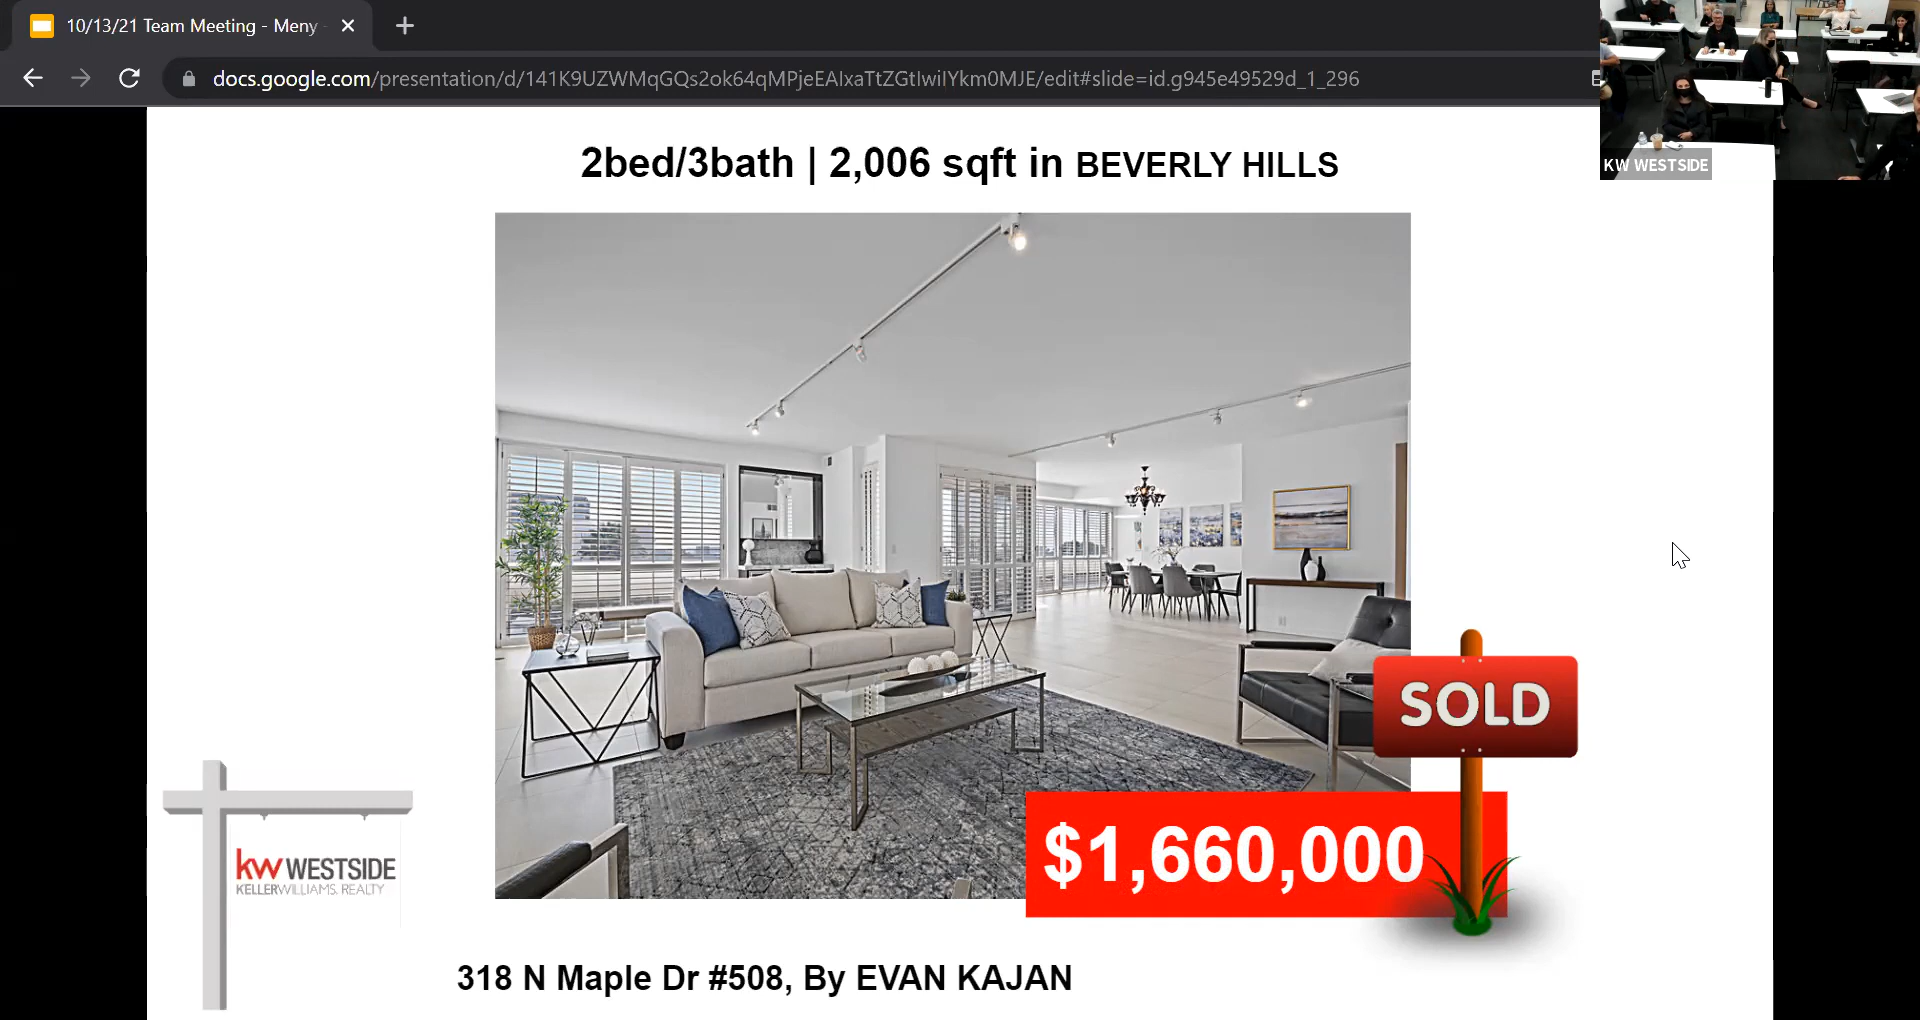 10/13/21 Team Meeting - Meny
docs.google.com/presentation/d/141K9UZWMqGQs2ok64qMPjeEAIxaTtZGtIwiIYkm0MJE/edit#slide=id.g945e49529d_1_296
KW WESTSIDE
2bed/3bath | 2,006 sqft in BEVERLY HILLS
SOLD
$1,660,000
kw WESTSIDE
KELLERWILLIAMS. REALTY
318 N Maple Dr #508, By EVAN KAJAN